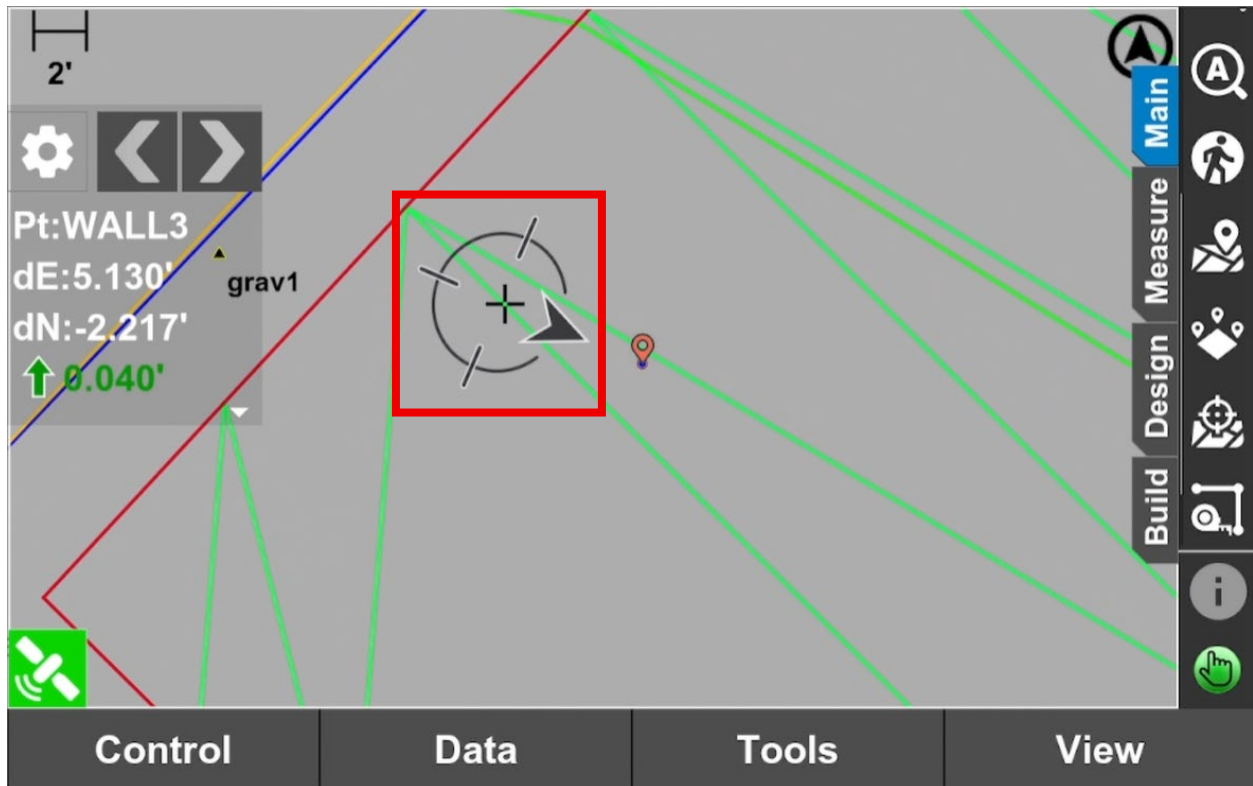 2'
Pt:WALL3
dE:5.130'
dN:-2.217'
0.040'
grav1
A
Main
Measure
Design
Build
i
Control
Data
Tools
View